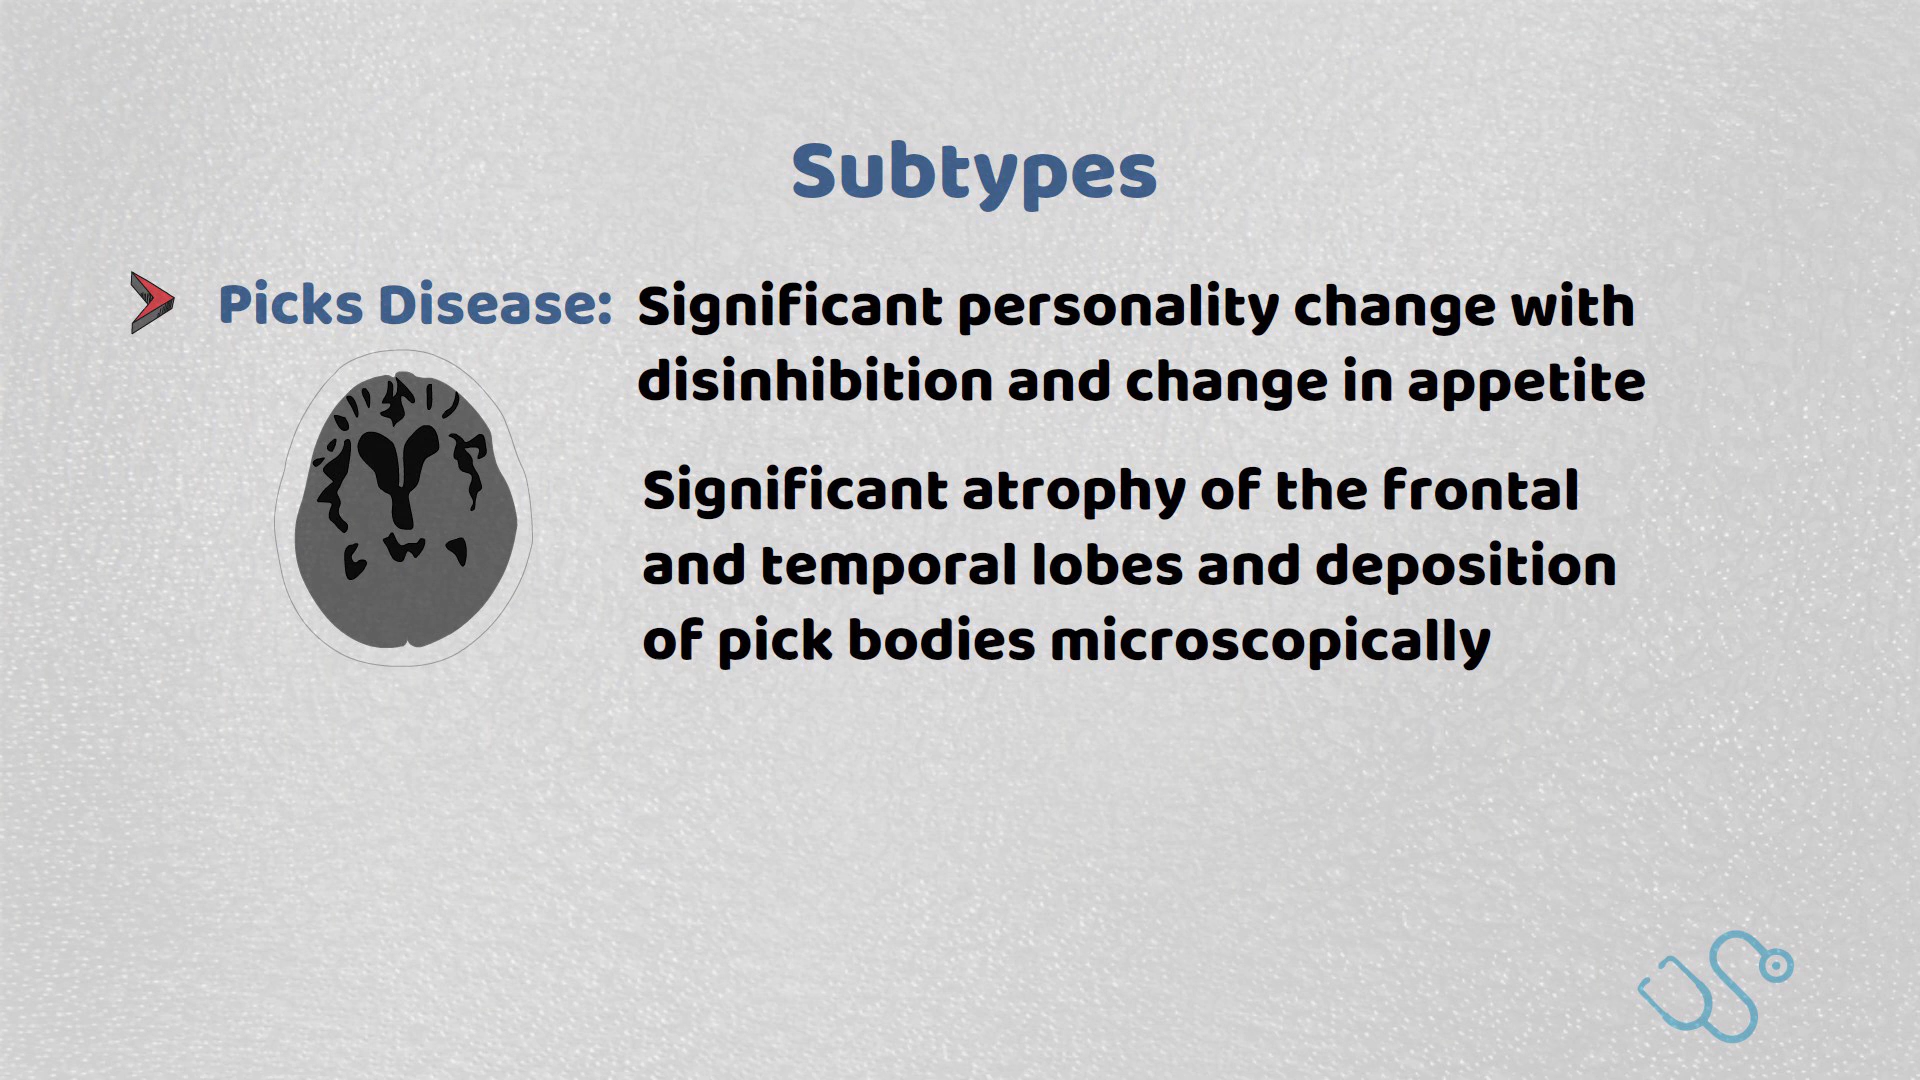 Subtypes
Picks Disease: Significant personality change with
disinhibition and change in appetite
Significant atrophy of the frontal
and temporal lobes and deposition
of pick bodies microscopically